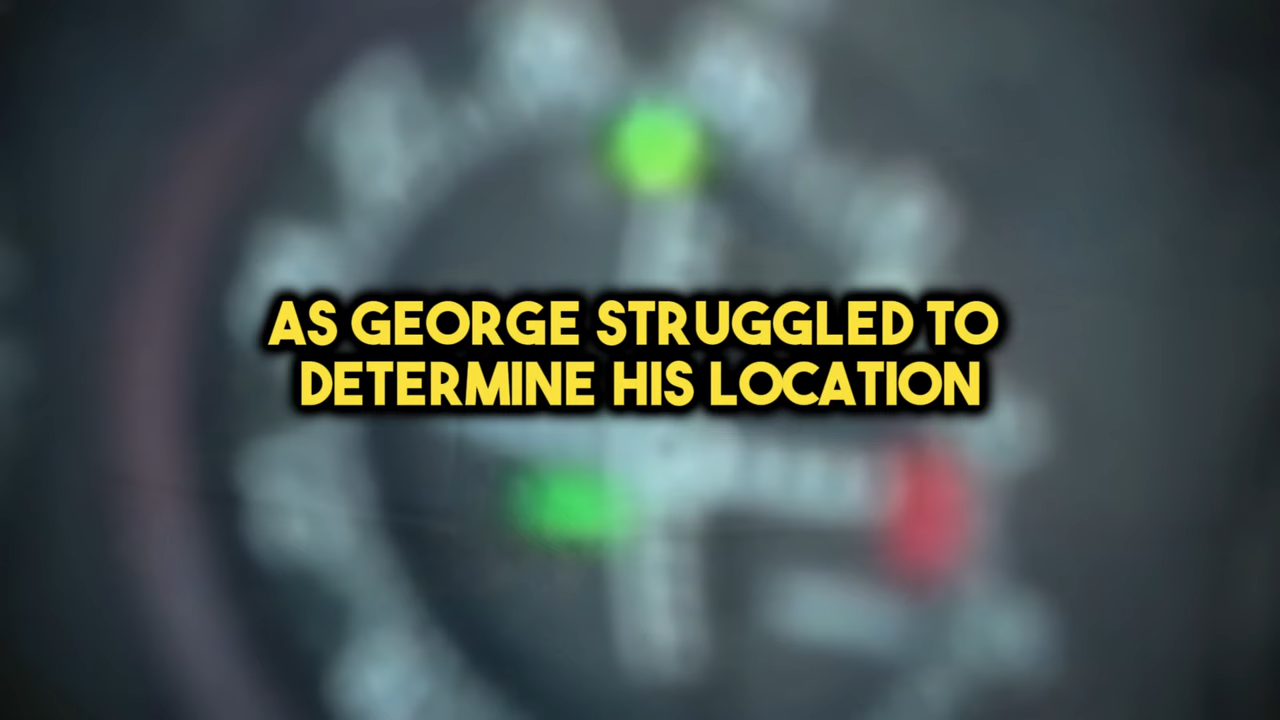 AS GEORGE STRUGGLED TO
DETERMINE HIS LOCATION